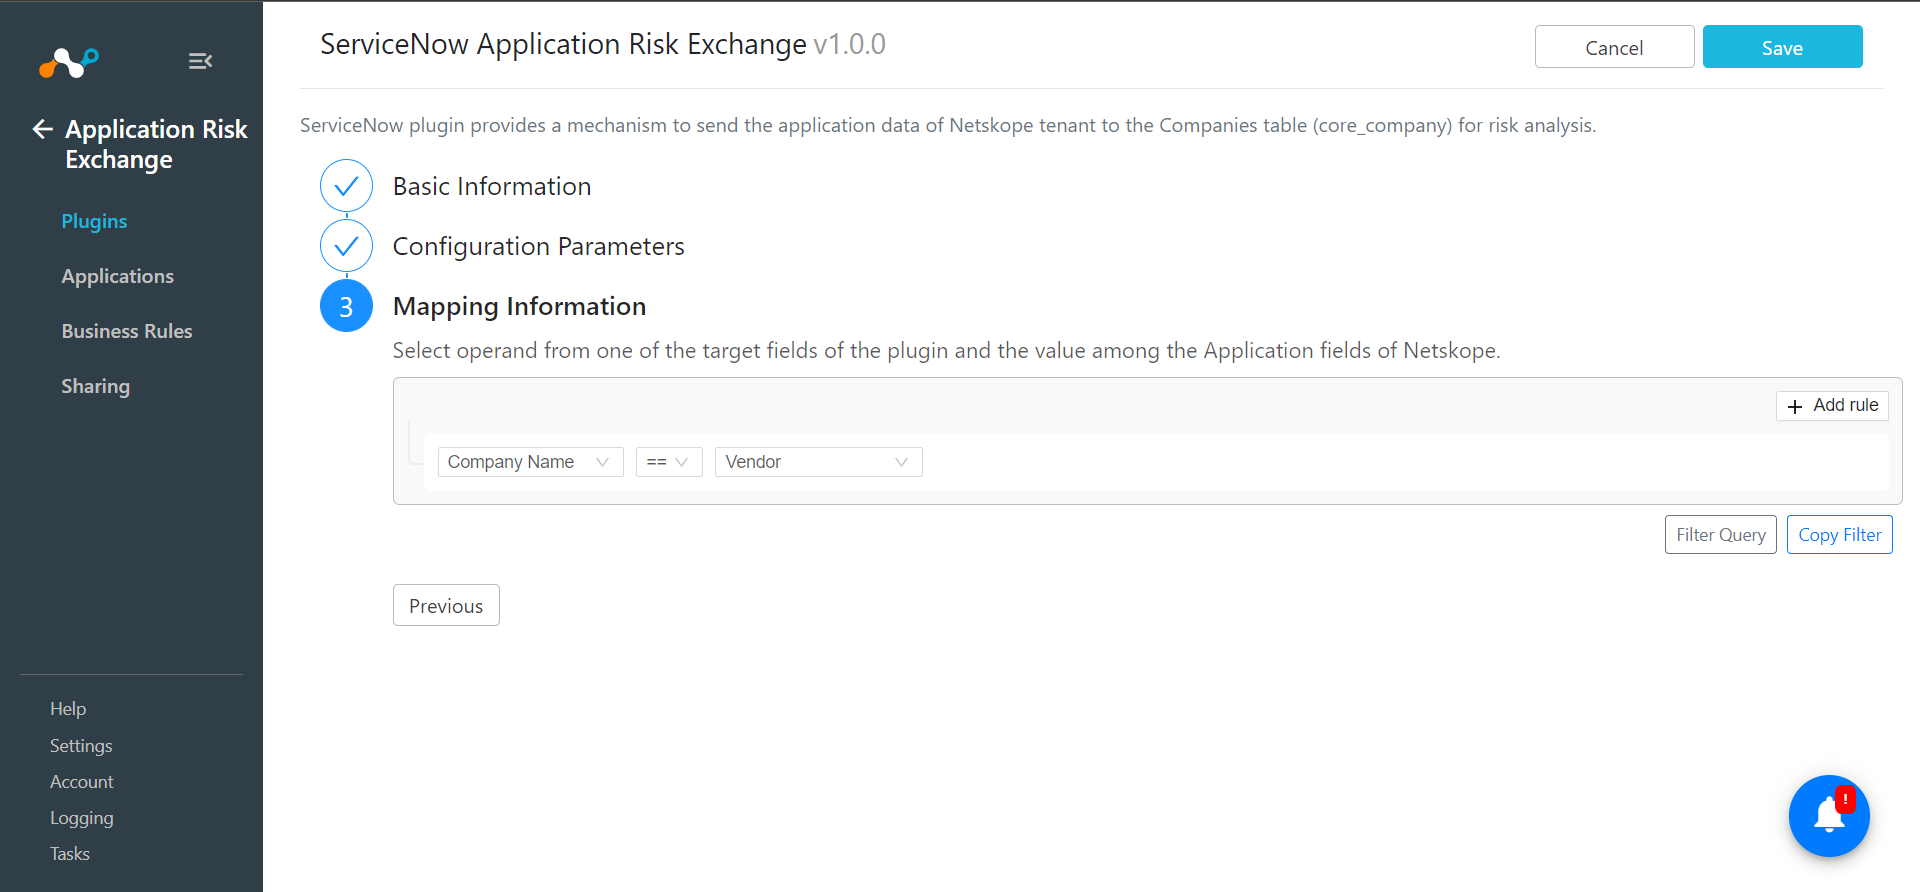 Application Risk
Exchange
Plugins
Applications
Business Rules
Sharing
Help
Settings
Account
Logging
Tasks
ServiceNow Application Risk Exchange v1.0.0
Cancel
Save
ServiceNow plugin provides a mechanism to send the application data of Netskope tenant to the Companies table (core_company) for risk analysis.
Basic Information
Configuration Parameters
3
Mapping Information
Select operand from one of the target fields of the plugin and the value among the Application fields of Netskope.
+ Add rule
Company Name
==
Vendor
Filter Query
Copy Filter
Previous
!